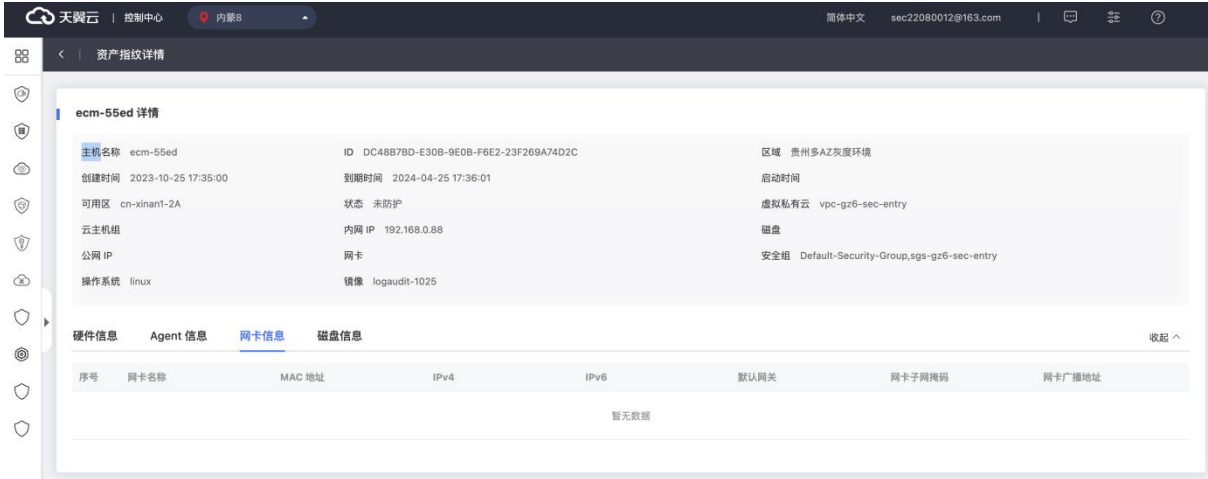 天翼云 | 控制中心 内蒙8 简体中文 sec22080012@163.com |
< | 资产指纹详情
ecm-55ed 详情
主机名称 ecm-55ed ID DC48B7BD-E30B-9E0B-F6E2-23F269A74D2C 区域 贵州多AZ灰度环境
创建时间 2023-10-25 17:35:00 到期时间 2024-04-25 17:36:01 启动时间
可用区 cn-xinan1-2A 状态 未防护 虚拟私有云 vpc-gz6-sec-entry
云主机组 内网 IP 192.168.0.88 磁盘
公网 IP 网卡 安全组 Default-Security-Group,sgs-gz6-sec-entry
操作系统 linux 镜像 logaudit-1025
硬件信息 Agent 信息 网卡信息 磁盘信息 收起
序号 网卡名称 MAC 地址 IPv4 IPv6 默认网关 网卡子网掩码 网卡广播地址
暂无数据